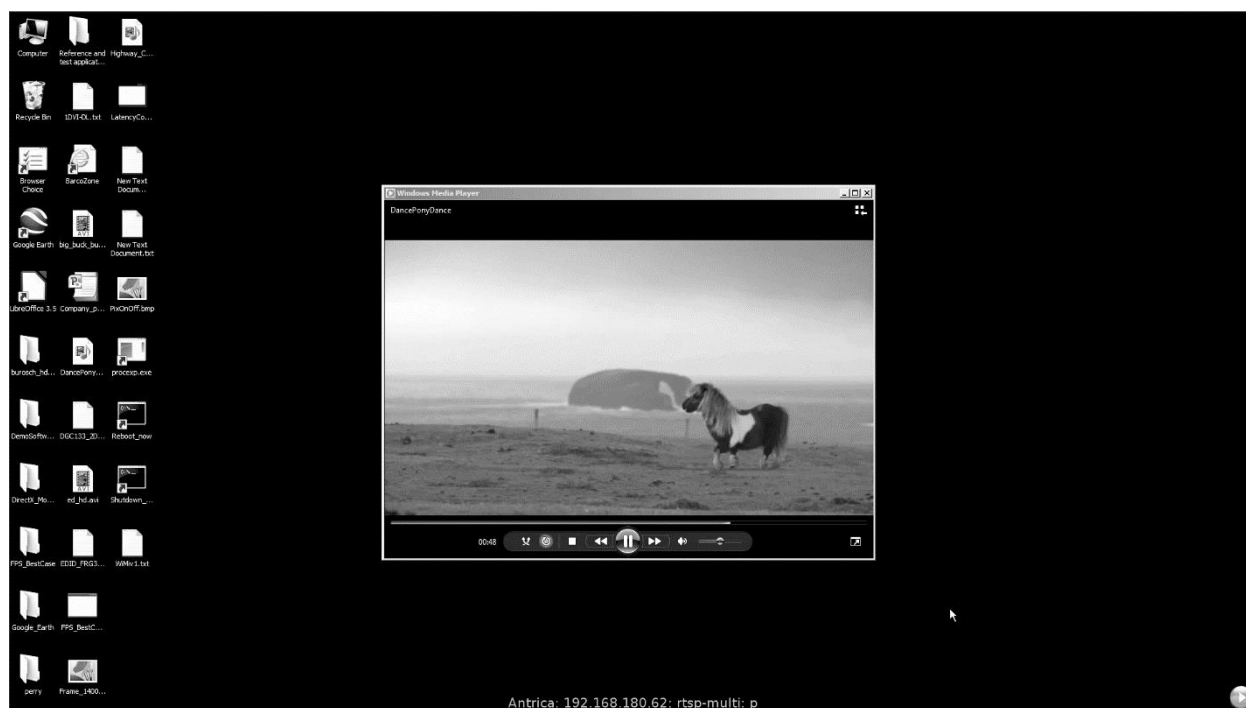 Computer
Reference and
test applicat...
Highway_C...
Recycle Bin
1DVI-DL.txt
LatencyCo...
Browser
Choice
BarcoZone
New Text
Docum...
Google Earth
big_buck_bu...
New Text
Document.txt
LibreOffice 3.5
Company_p...
PixOnOff.bmp
burosch_hd...
DancePony...
procexp.exe
DemoSoftw...
DGC133_2D...
Reboot_now
DirectX_Mo...
ed_hd.avi
Shutdown_...
FPS_BestCase
EDID_FRG3...
WMiv1.txt
Google_Earth
FPS_BestC...
perry
Frame_1400...
Windows Media Player
DancePonyDance
00:48
Antrica: 192.168.180.62: rtsp-multi: p